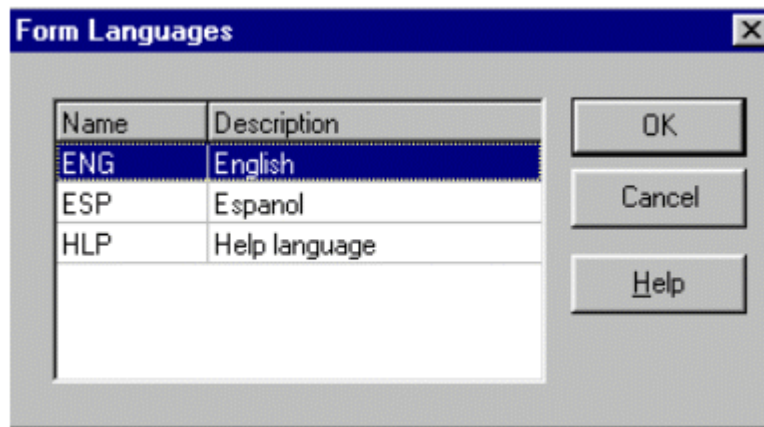 Form Languages
Name Description
ENG English
ESP Espanol
HLP Help language
OK
Cancel
Help